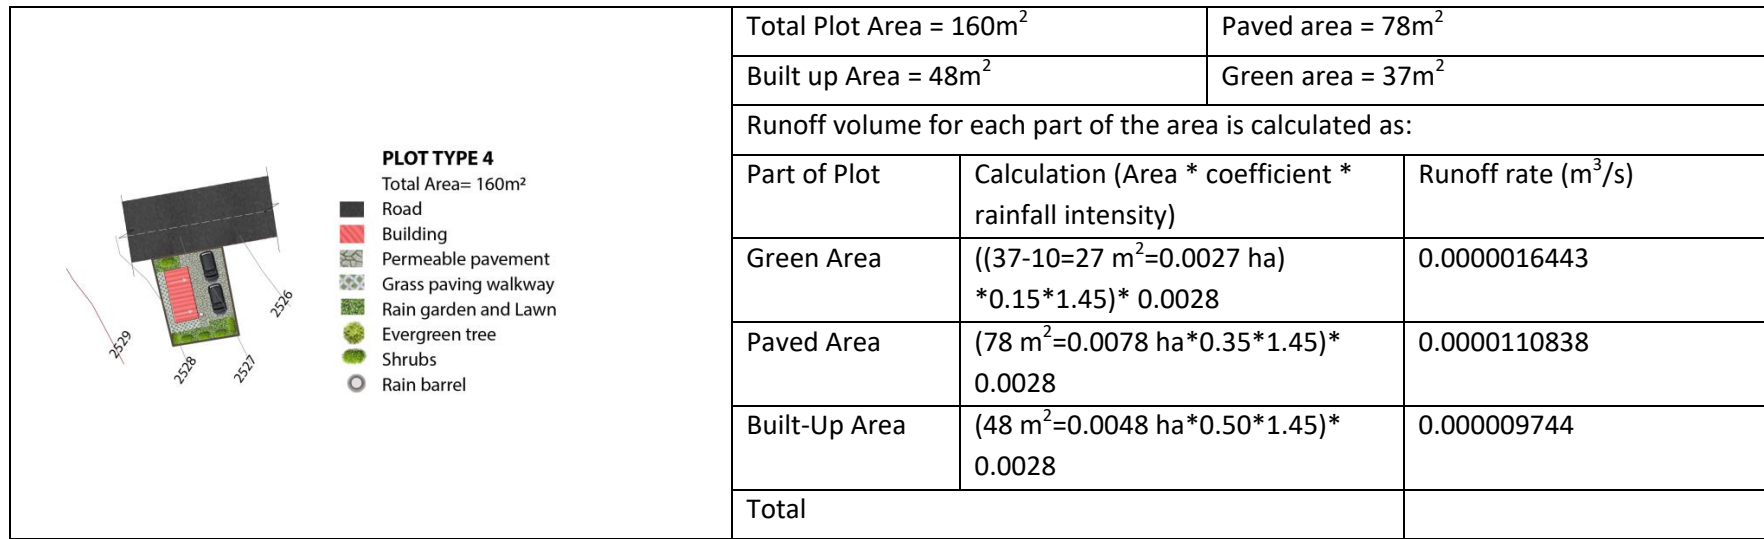 PLOT TYPE 4
Total Area= 160m²
Road
Building
Permeable pavement
Grass paving walkway
Rain garden and Lawn
Evergreen tree
Shrubs
Rain barrel
2529
2528
2527
2526
Total Plot Area = 160m²
Paved area = 78m²
Built up Area = 48m²
Green area = 37m²
Runoff volume for each part of the area is calculated as:
Part of Plot
Calculation (Area * coefficient *
rainfall intensity)
Runoff rate (m³/s)
Green Area
((37-10=27 m²=0.0027 ha)
*0.15*1.45)* 0.0028
0.0000016443
Paved Area
(78 m²=0.0078 ha*0.35*1.45)*
0.0028
0.0000110838
Built-Up Area
(48 m²=0.0048 ha*0.50*1.45)*
0.0028
0.000009744
Total